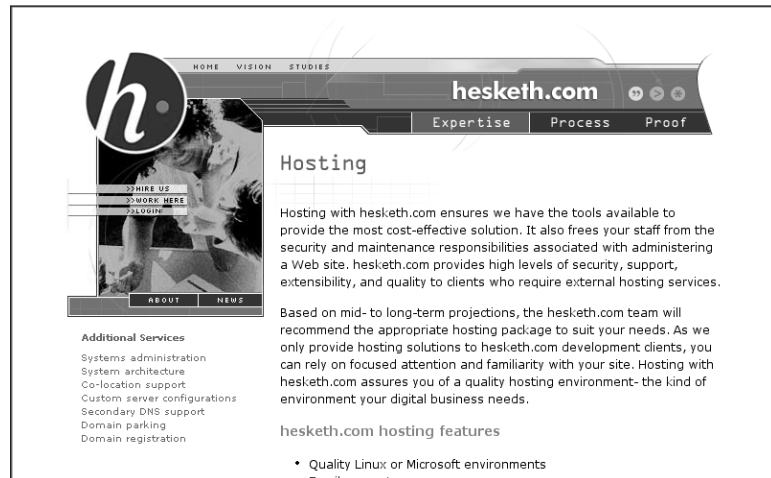 HOME VISION STUDIES
h.
hesketh.com
Expertise Process Proof
>>HIRE US
>>WORK HERE
>>LOGIN
ABOUT NEWS
Additional Services
Systems administration
System architecture
Co-location support
Custom server configurations
Secondary DNS support
Domain parking
Domain registration
Hosting
Hosting with hesketh.com ensures we have the tools available to
provide the most cost-effective solution. It also frees your staff from the
security and maintenance responsibilities associated with administering
a Web site. hesketh.com provides high levels of security, support,
extensibility, and quality to clients who require external hosting services.
Based on mid- to long-term projections, the hesketh.com team will
recommend the appropriate hosting package to suit your needs. As we
only provide hosting solutions to hesketh.com development clients, you
can rely on focused attention and familiarity with your site. Hosting with
hesketh.com assures you of a quality hosting environment- the kind of
environment your digital business needs.
hesketh.com hosting features
• Quality Linux or Microsoft environments